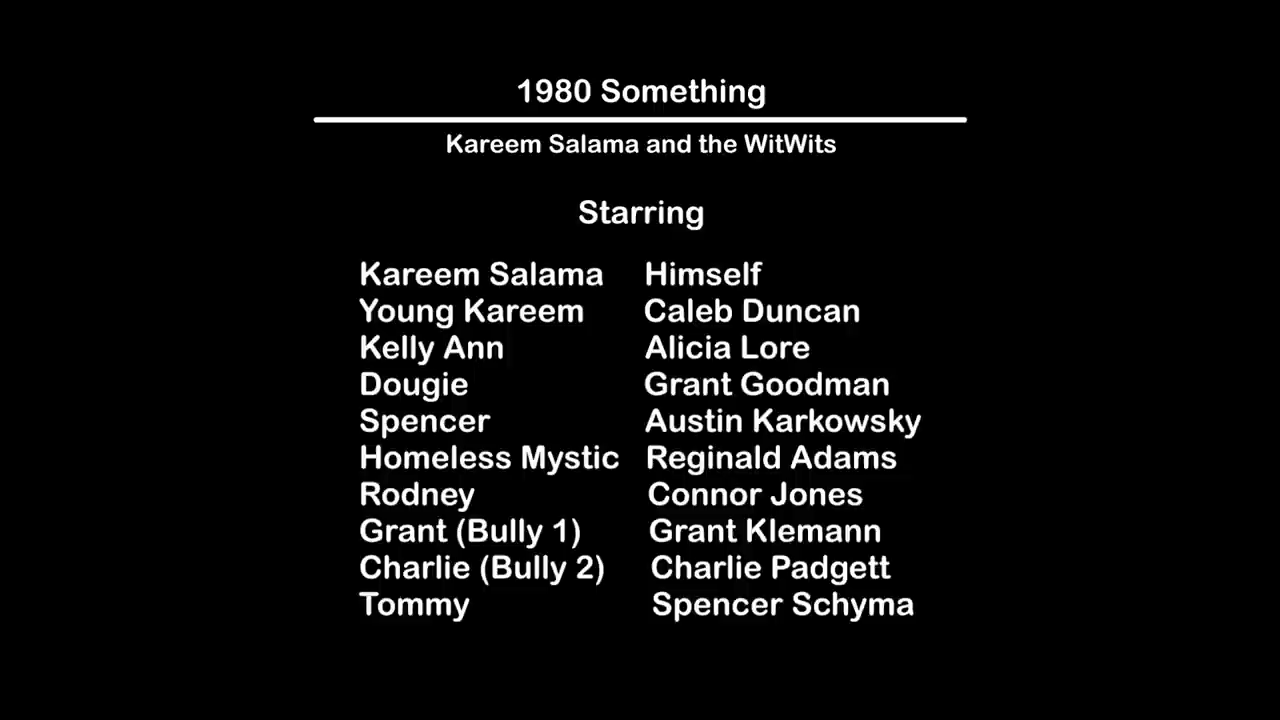 1980 Something
Kareem Salama and the WitWits
Starring
Kareem Salama Himself
Young Kareem Caleb Duncan
Kelly Ann Alicia Lore
Dougie Grant Goodman
Spencer Austin Karkowsky
Homeless Mystic Reginald Adams
Rodney Connor Jones
Grant (Bully 1) Grant Klemann
Charlie (Bully 2) Charlie Padgett
Tommy Spencer Schyma